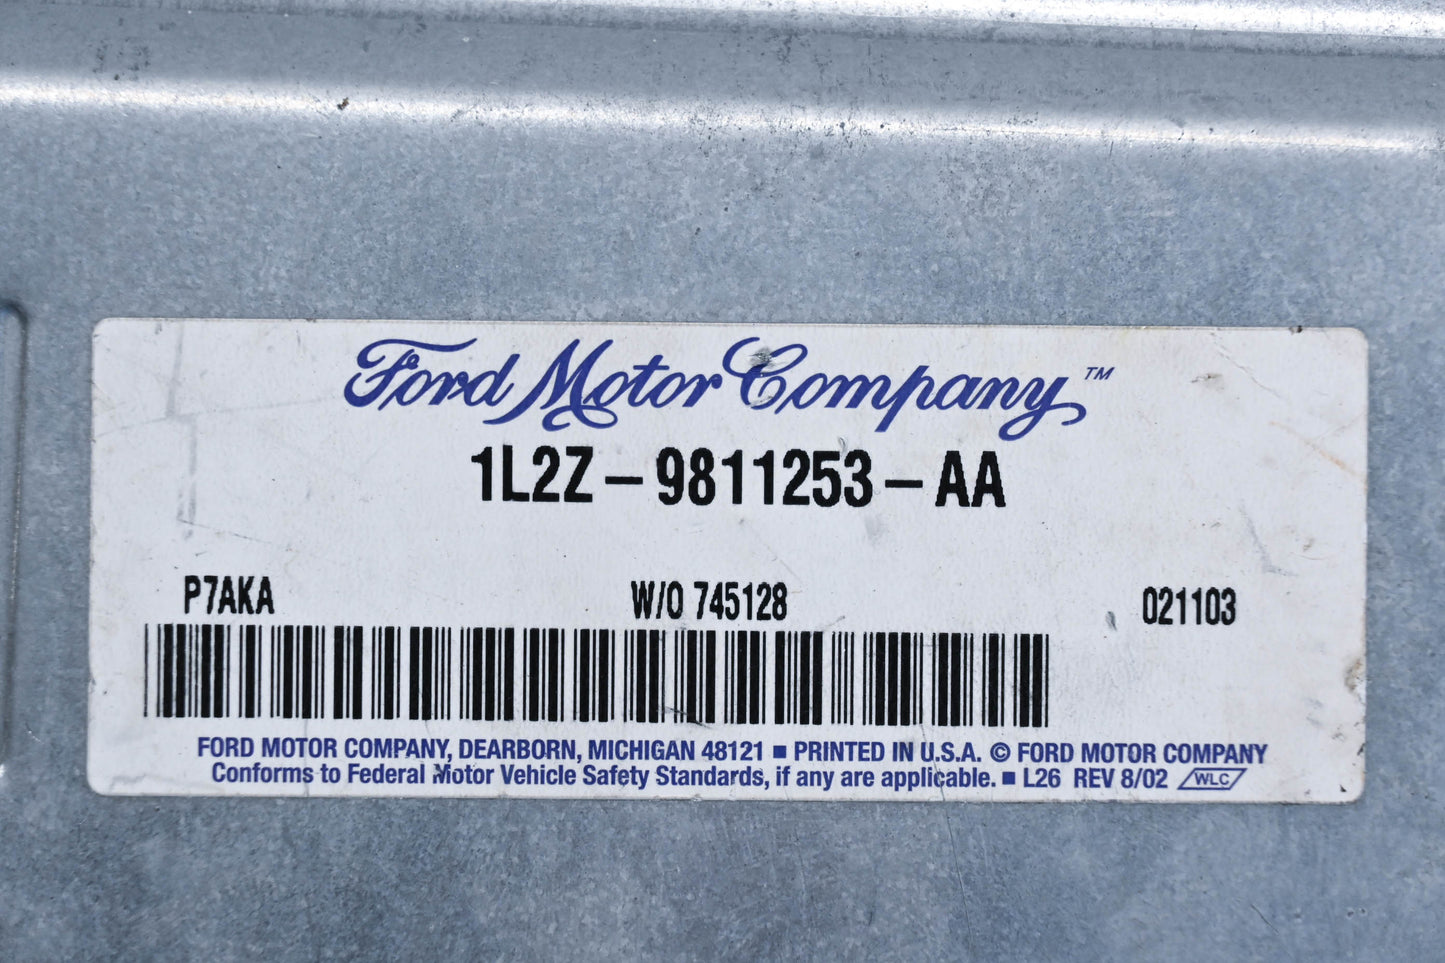 Ford Motor Company™
1L2Z-9811253-AA
P7AKA W/O 745128 021103
FORD MOTOR COMPANY, DEARBORN, MICHIGAN 48121 ■ PRINTED IN U.S.A. © FORD MOTOR COMPANY
Conforms to Federal Motor Vehicle Safety Standards, if any are applicable. ■ L26 REV 8/02 WLC